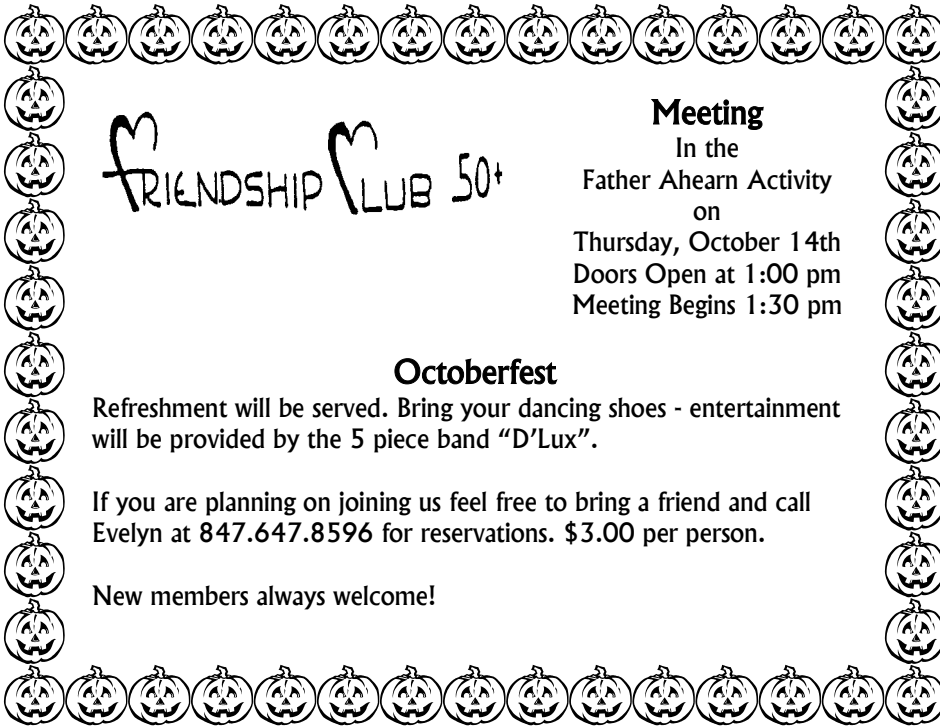 Friendship Club 50+
Meeting
In the
Father Ahearn Activity
on
Thursday, October 14th
Doors Open at 1:00 pm
Meeting Begins 1:30 pm
Octoberfest
Refreshment will be served. Bring your dancing shoes - entertainment
will be provided by the 5 piece band “D’Lux”.
If you are planning on joining us feel free to bring a friend and call
Evelyn at 847.647.8596 for reservations. $3.00 per person.
New members always welcome!